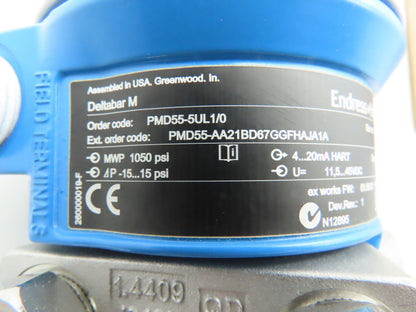 Assembled in USA. Greenwood. In.
Deltabar M
Order code: PMD55-5UL1/0
Ext. order code: PMD55-AA21BD67GGFHAJA1A
MWP 1050 psi
4...20mA HART
ΔP -15...15 psi
U= 11,5...45VDC
ex works FW:
Dev.Rev.: 1
N12895
CE
280000019-F
FIELD TERMINALS
1.4409